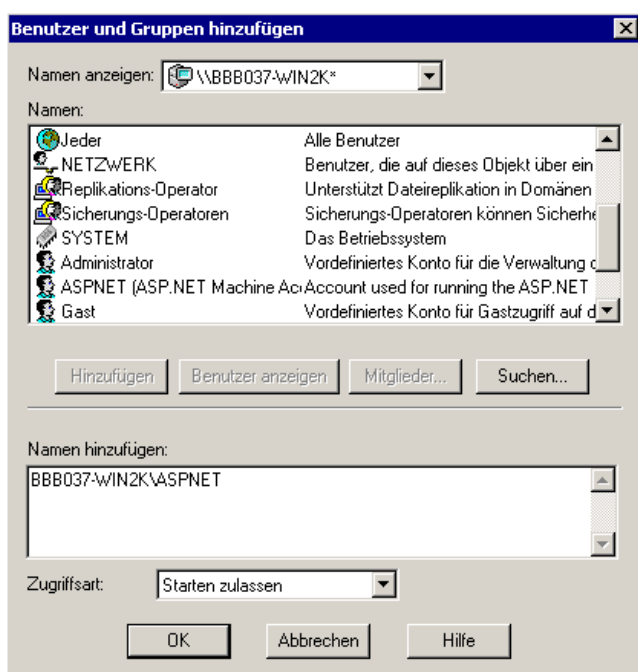 Benutzer und Gruppen hinzufügen
Namen anzeigen: \\BBB037-WIN2K*
Namen:
Jeder Alle Benutzer
NETZWERK Benutzer, die auf dieses Objekt über ein
Replikations-Operator Unterstützt Dateireplikation in Domänen
Sicherungs-Operatoren Sicherungs-Operatoren können Sicherhe
SYSTEM Das Betriebssystem
Administrator Vordefiniertes Konto für die Verwaltung d
ASPNET (ASP.NET Machine Ac Account used for running the ASP.NET
Gast Vordefiniertes Konto für Gastzugriff auf d
Hinzufügen Benutzer anzeigen Mitglieder... Suchen...
Namen hinzufügen:
BBB037-WIN2K\ASPNET
Zugriffsart: Starten zulassen
OK Abbrechen Hilfe